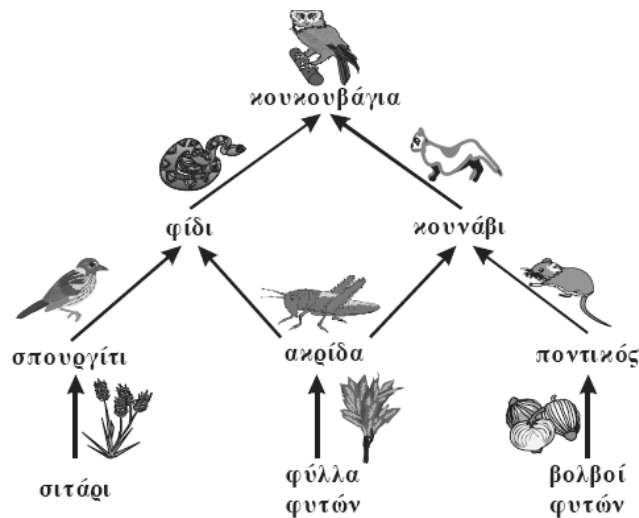 κουκουβάγια
φίδι
κουνάβι
σπουργίτι
ακρίδα
ποντικός
σιτάρι
φύλλα
φυτών
βολβοί
φυτών